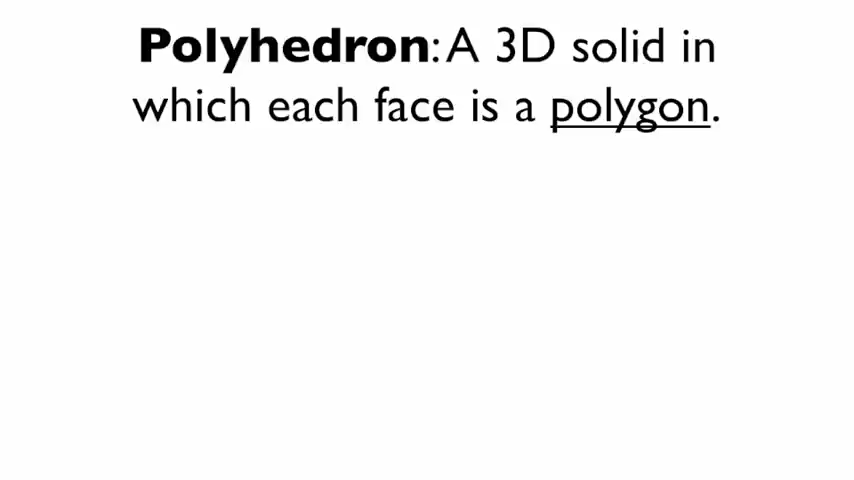 Polyhedron: A 3D solid in
which each face is a polygon.